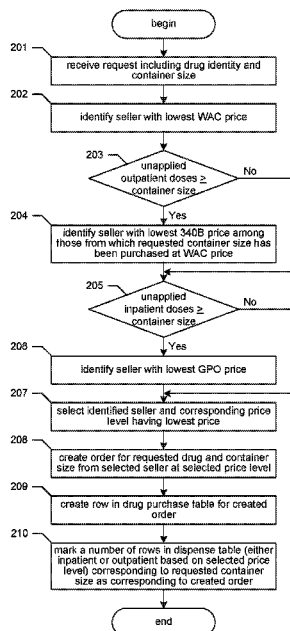 begin
201
receive request including drug identity and
container size
202
identify seller with lowest WAC price
203
unapplied
outpatient doses ≥
container size
No
Yes
204
identify seller with lowest 340B price among
those from which requested container size has
been purchased at WAC price
205
unapplied
inpatient doses ≥
container size
No
Yes
206
identify seller with lowest GPO price
207
select identified seller and corresponding price
level having lowest price
208
create order for requested drug and container
size from selected seller at selected price level
209
create row in drug purchase table for created
order
210
mark a number of rows in dispense table (either
inpatient or outpatient based on selected price
level) corresponding to requested container
size as corresponding to created order
end